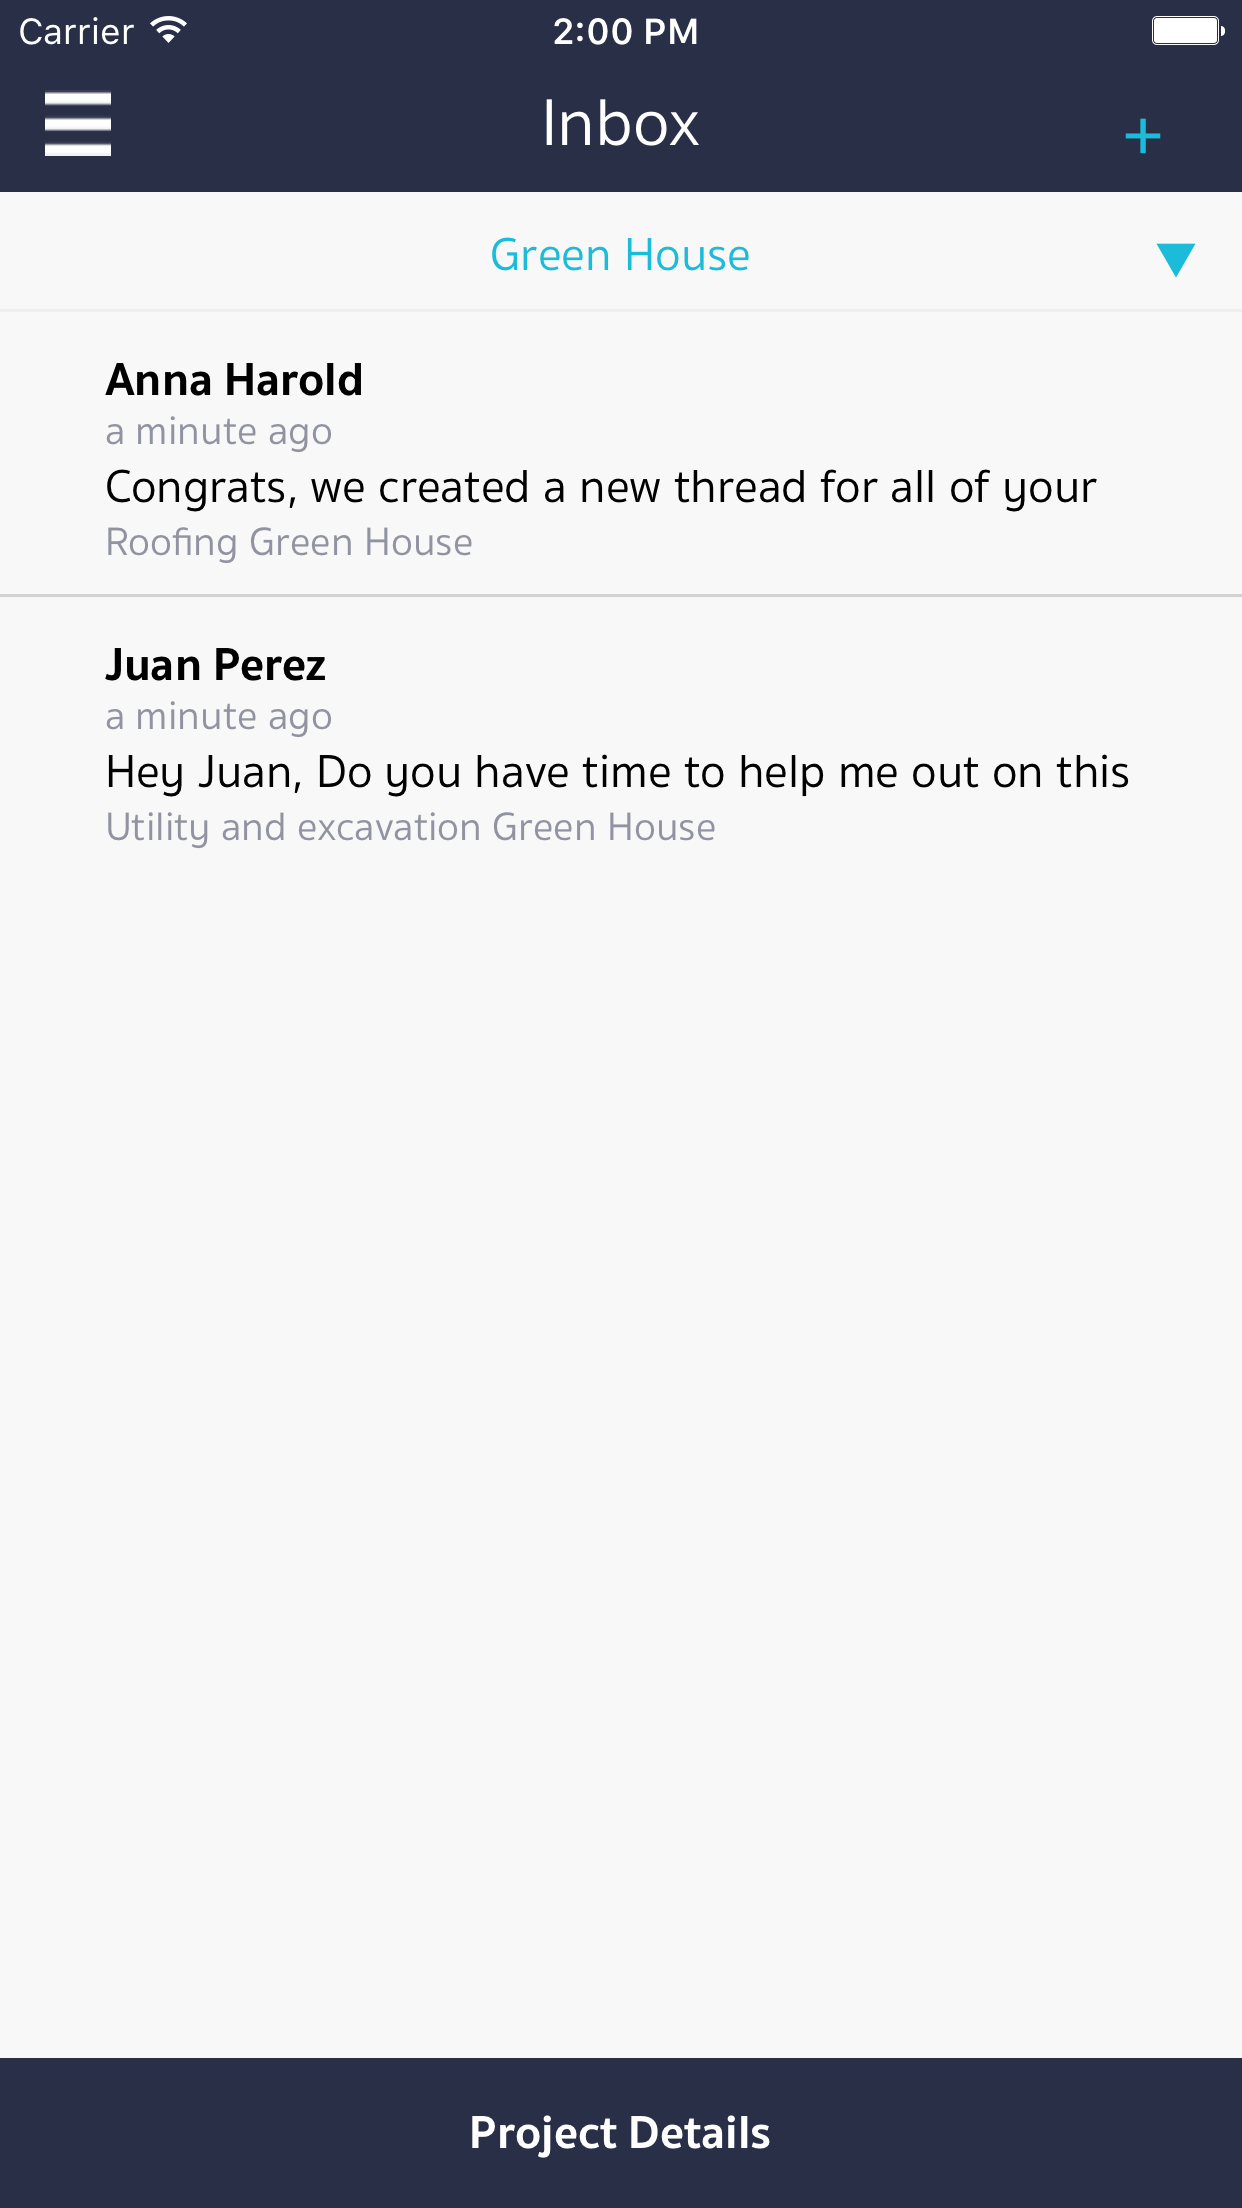 Carrier
2:00 PM
Inbox
+
Green House
Anna Harold
a minute ago
Congrats, we created a new thread for all of your
Roofing Green House
Juan Perez
a minute ago
Hey Juan, Do you have time to help me out on this
Utility and excavation Green House
Project Details